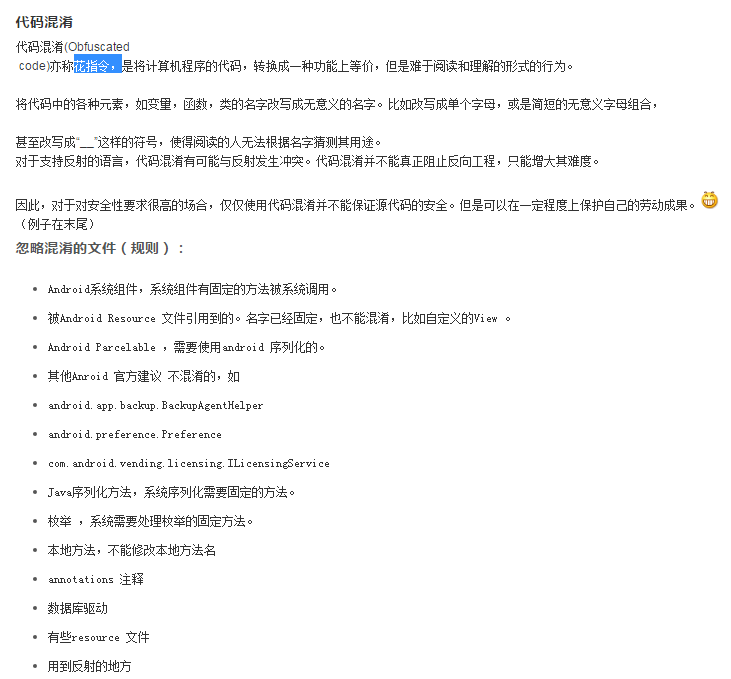 代码混淆
代码混淆(Obfuscated
code)亦称花指令，是将计算机程序的代码，转换成一种功能上等价，但是难于阅读和理解的形式的行为。
将代码中的各种元素，如变量，函数，类的名字改写成无意义的名字。比如改写成单个字母，或是简短的无意义字母组合，
甚至改写成“__”这样的符号，使得阅读的人无法根据名字猜测其用途。
对于支持反射的语言，代码混淆有可能与反射发生冲突。代码混淆并不能真正阻止反向工程，只能增大其难度。
因此，对于对安全性要求很高的场合，仅仅使用代码混淆并不能保证源代码的安全。但是可以在一定程度上保护自己的劳动成果。
（例子在末尾）
忽略混淆的文件（规则）：
• Android系统组件，系统组件有固定的方法被系统调用。
• 被Android Resource 文件引用到的。名字已经固定，也不能混淆，比如自定义的View 。
• Android Parcelable ，需要使用android 序列化的。
• 其他Anroid 官方建议 不混淆的，如
• android.app.backup.BackupAgentHelper
• android.preference.Preference
• com.android.vending.licensing.ILicensingService
• Java序列化方法，系统序列化需要固定的方法。
• 枚举 ，系统需要处理枚举的固定方法。
• 本地方法，不能修改本地方法名
• annotations 注释
• 数据库驱动
• 有些resource 文件
• 用到反射的地方